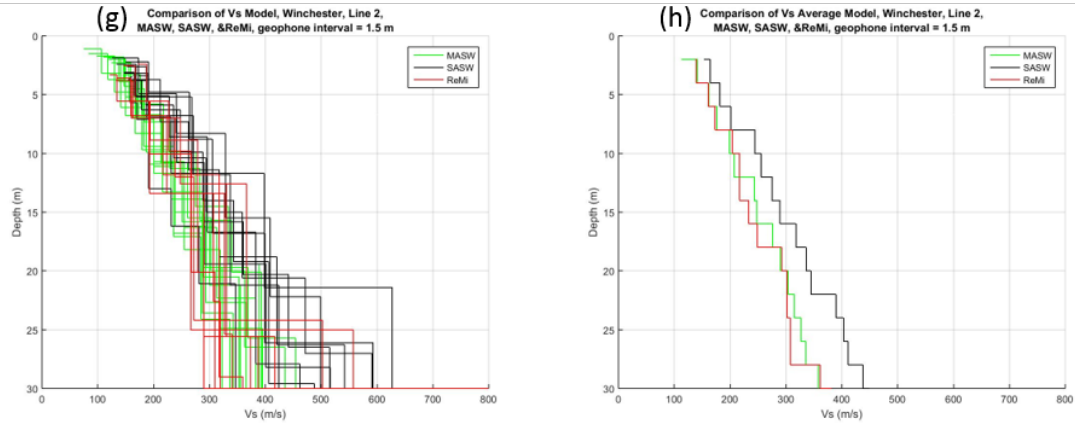 (g)
Comparison of Vs Model, Winchester, Line 2,
MASW, SASW, &ReMi, geophone interval = 1.5 m
0
5
10
15
20
25
30
Depth (m)
MASW
SASW
ReMi
0 100 200 300 400 500 600 700 800
Vs (m/s)
(h)
Comparison of Vs Average Model, Winchester, Line 2,
MASW, SASW, &ReMi, geophone interval = 1.5 m
0
5
10
15
20
25
30
Depth (m)
MASW
SASW
ReMi
0 100 200 300 400 500 600 700 800
Vs (m/s)